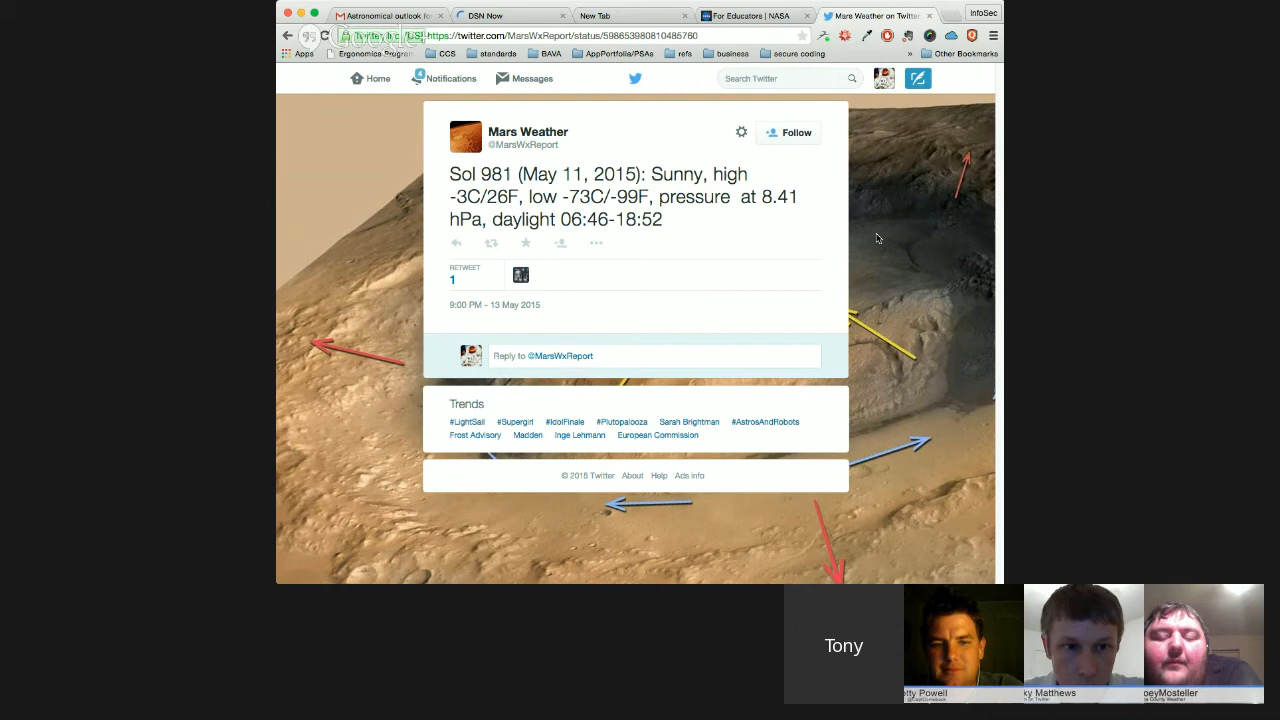 Astronomical outlook for
DSN Now
New Tab
For Educators | NASA
Mars Weather on Twitter
InfoSec
https://twitter.com/MarsWxReport/status/598653980810485760
Apps
CCS
standards
BAVA
AppPortfolio/PSAs
refs
business
secure coding
»
Other Bookmarks
Home
4
Notifications
Messages
Search Twitter
Mars Weather
@MarsWxReport
Follow
Sol 981 (May 11, 2015): Sunny, high
-3C/26F, low -73C/-99F, pressure at 8.41
hPa, daylight 06:46-18:52
RETWEET
1
9:00 PM - 13 May 2015
Reply to @MarsWxReport
Trends
#LightSail #Supergirl #IdolFinale #Plutopalooza Sarah Brightman #AstrosAndRobots
Frost Advisory Madden Inge Lehmann European Commission
© 2015 Twitter About Help Ads info
Tony
tty Powell
ky Matthews
oeyMosteller
County Weather